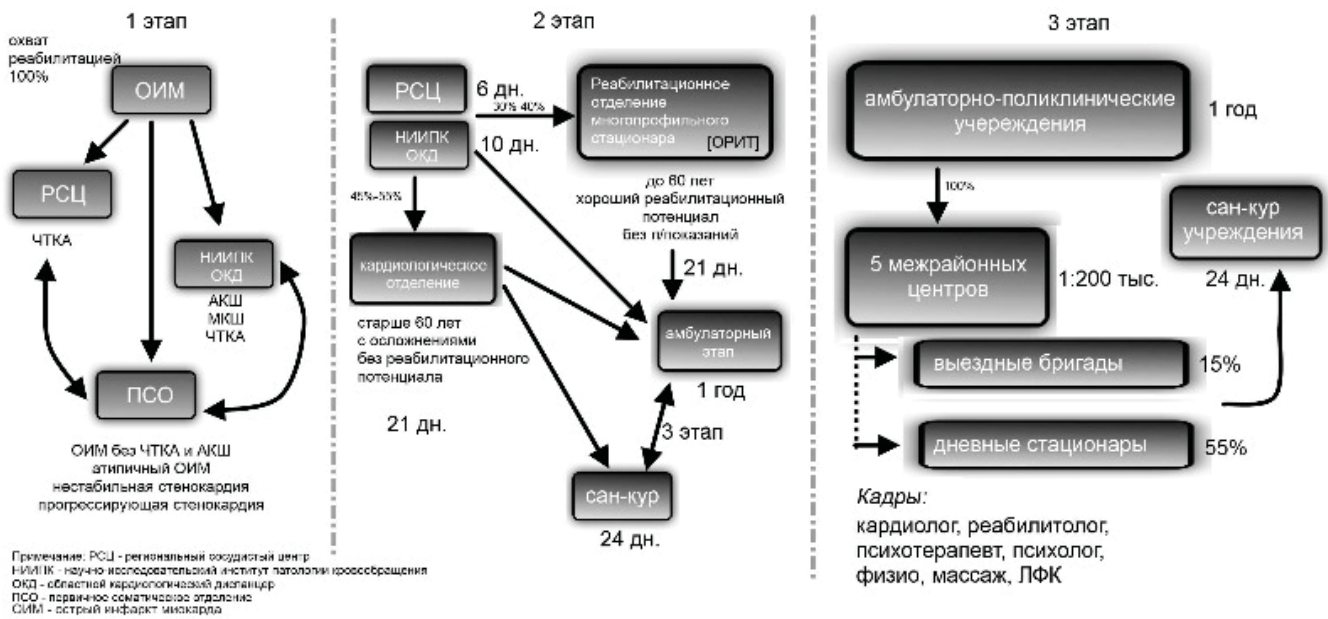 1 этап
охват
реабилитацией
100%
ОИМ
РСЦ
ЧТКА
НИИПК
ОКД
АКШ
МКШ
ЧТКА
ПСО
ОИМ без ЧТКА и АКШ
атипичный ОИМ
нестабильная стенокардия
прогрессирующая стенокардия
Примечание: РСЦ - региональный сосудистый центр
НИИПК - научно-исследовательский институт патологии кровообращения
ОКД - областной кардиологический диспансер
ПСО - первичное соматическое отделение
ОИМ - острый инфаркт миокарда
2 этап
РСЦ
6 дн.
30% 40%
НИИПК
ОКД
10 дн.
Реабилитационное
отделение
многопрофильного
стационара [ОРИТ]
45%-55%
до 60 лет
хороший реабилитационный
потенциал
без п/показаний
21 дн.
кардиологическое
отделение
старше 60 лет
с осложнениями
без реабилитационного
потенциала
21 дн.
амбулаторный
этап
1 год
3 этап
сан-кур
24 дн.
3 этап
амбулаторно-поликлинические
учереждения
1 год
100%
сан-кур
учреждения
24 дн.
5 межрайонных
центров
1:200 тыс.
выездные бригады
15%
дневные стационары
55%
Кадры:
кардиолог, реабилитолог,
психотерапевт, психолог,
физио, массаж, ЛФК